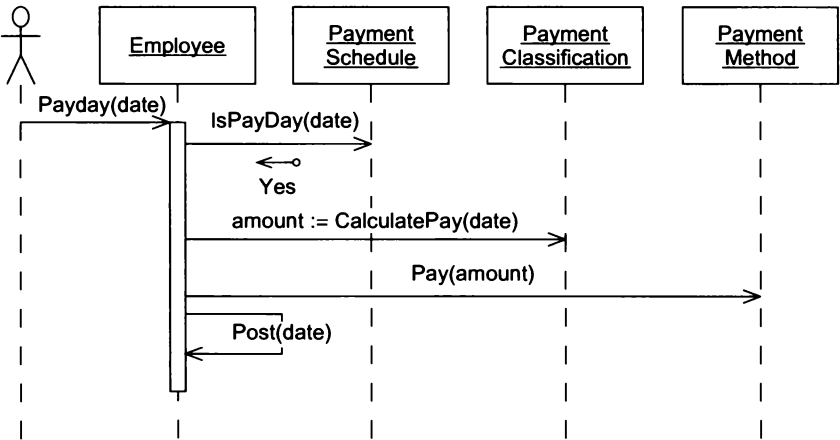 Employee
Payment
Schedule
Payment
Classification
Payment
Method
Payday(date)
IsPayDay(date)
Yes
amount := CalculatePay(date)
Pay(amount)
Post(date)